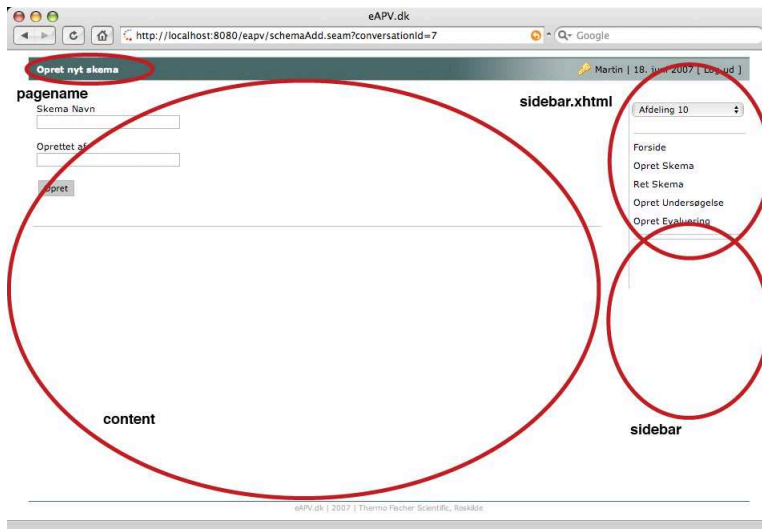 eAPV.dk
http://localhost:8080/eapv/schemaAdd.seam?conversationId=7
Google
Opret nyt skema
Martin | 18. juni 2007 [ Log ud ]
pagename
sidebar.xhtml
Skema Navn
Afdeling 10
Oprettet af
Forside
Opret Skema
Opret
Ret Skema
Opret Undersøgelse
Opret Evaluering
content
sidebar
eAPV.dk | 2007 | Thermo Fischer Scientific, Roskilde